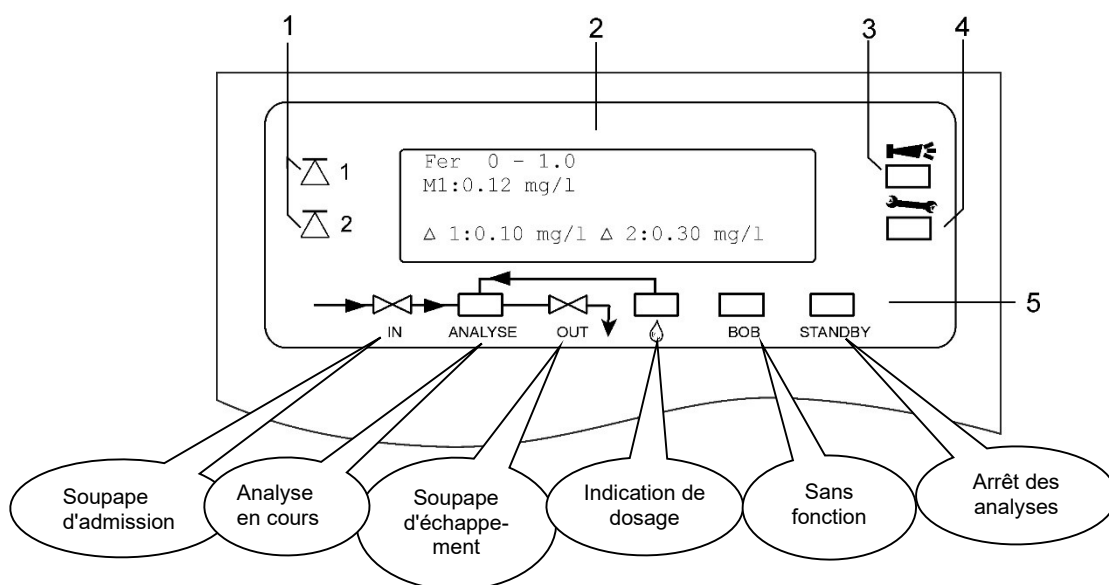 1
2
3
4
1
2
Fer 0 - 1.0
M1:0.12 mg/l
Δ 1:0.10 mg/l Δ 2:0.30 mg/l
5
IN
ANALYSE
OUT
BOB
STANDBY
Soupape
d'admission
Analyse
en cours
Soupape
d'échappe-
ment
Indication de
dosage
Sans
fonction
Arrêt des
analyses